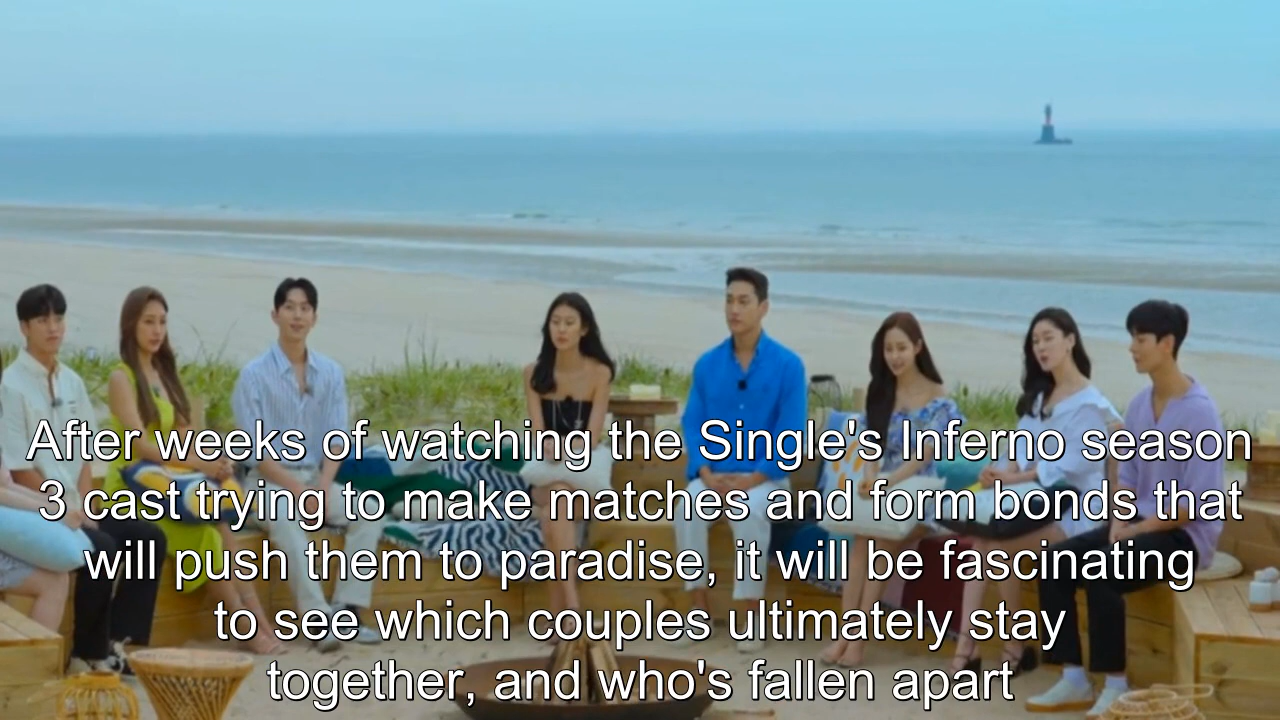 After weeks of watching the Single's Inferno season
3 cast trying to make matches and form bonds that
will push them to paradise, it will be fascinating
to see which couples ultimately stay
together, and who's fallen apart